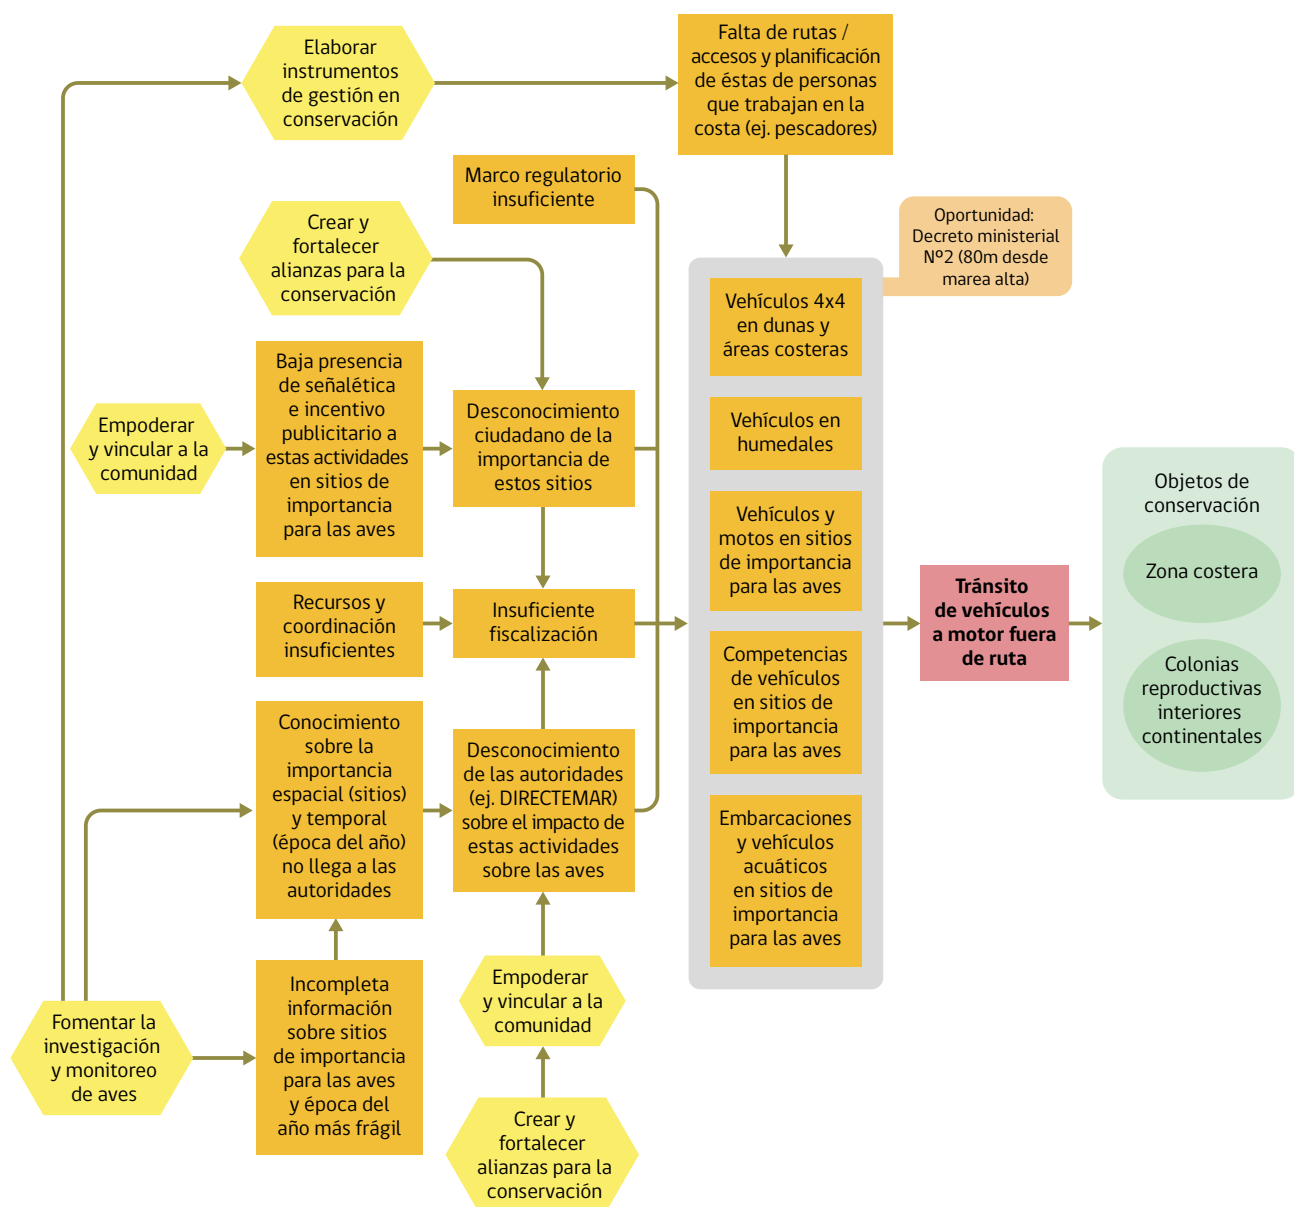 Elaborar
instrumentos
de gestión en
conservación
Falta de rutas /
accesos y planificación
de éstas de personas
que trabajan en la
costa (ej. pescadores)
Marco regulatorio
insuficiente
Crear y
fortalecer
alianzas para la
conservación
Oportunidad:
Decreto ministerial
Nº2 (80m desde
marea alta)
Vehículos 4x4
en dunas y
áreas costeras
Baja presencia
de señalética
e incentivo
publicitario a
estas actividades
en sitios de
importancia
para las aves
Empoderar
y vincular a la
comunidad
Desconocimiento
ciudadano de la
importancia de
estos sitios
Vehículos en
humedales
Vehículos y
motos en sitios
de importancia
para las aves
Objetos de
conservación
Zona costera
Colonias
reproductivas
interiores
continentales
Tránsito
de vehículos
a motor fuera
de ruta
Recursos y
coordinación
insuficientes
Insuficiente
fiscalización
Competencias
de vehículos
en sitios de
importancia
para las aves
Conocimiento
sobre la
importancia
espacial (sitios)
y temporal
(época del año)
no llega a las
autoridades
Desconocimiento
de las autoridades
(ej. DIRECTEMAR)
sobre el impacto de
estas actividades
sobre las aves
Embarcaciones
y vehículos
acuáticos
en sitios de
importancia
para las aves
Fomentar la
investigación
y monitoreo
de aves
Incompleta
información
sobre sitios
de importancia
para las aves
y época del
año más frágil
Empoderar
y vincular a la
comunidad
Crear y
fortelecer
alianzas para la
conservación